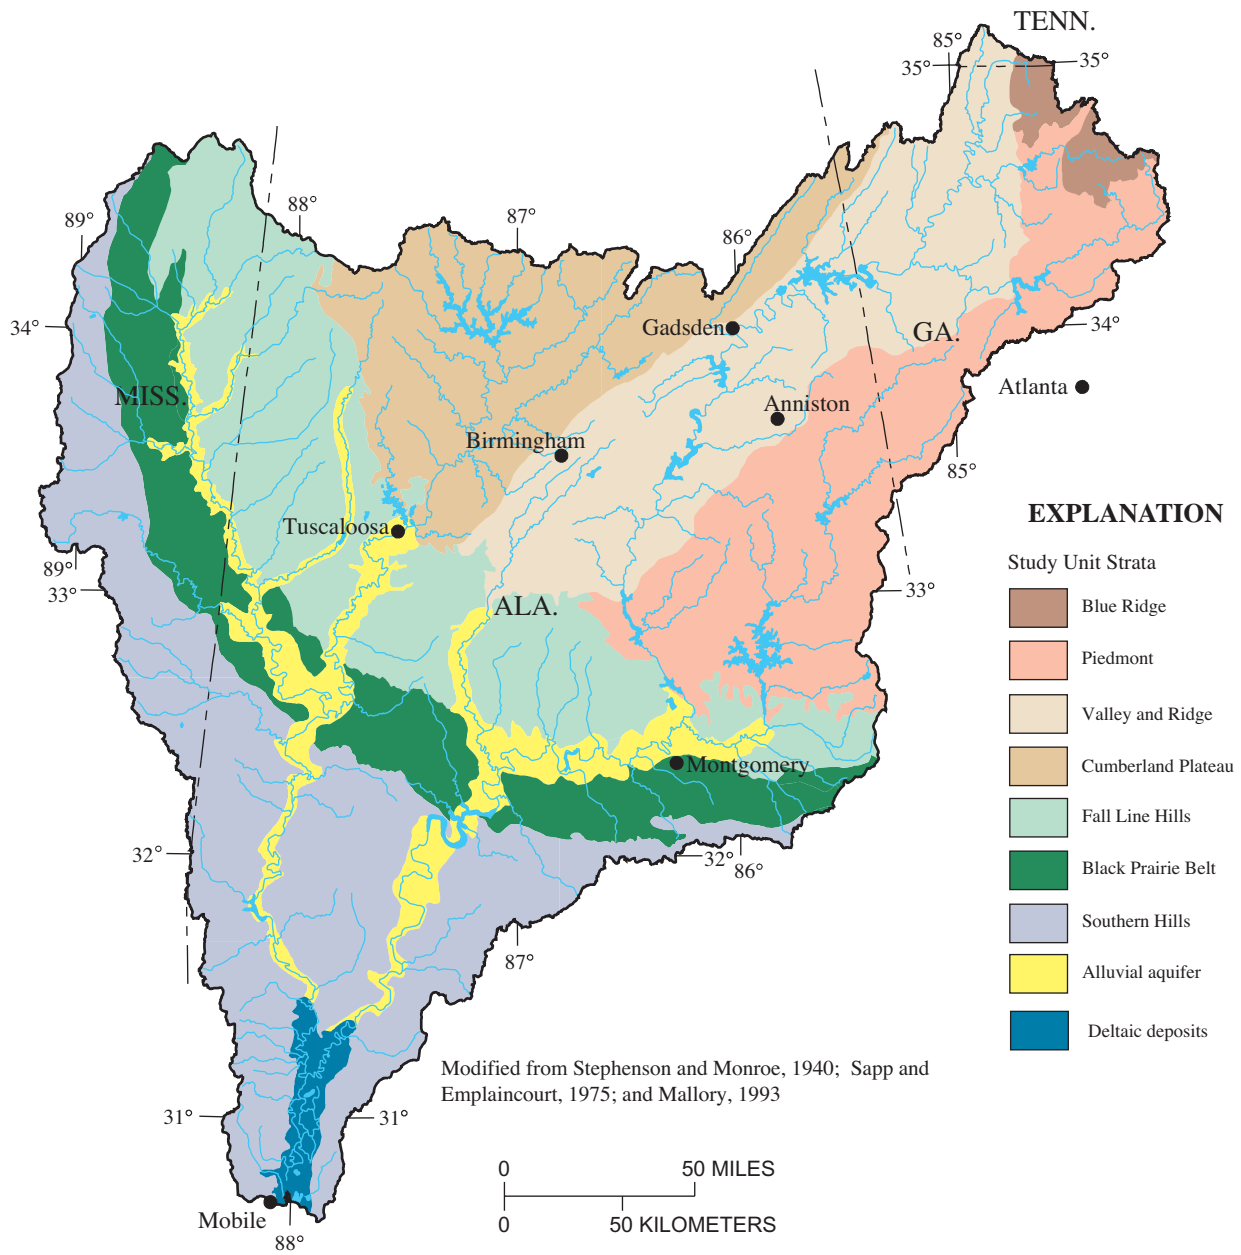 TENN.
85°
35°
35°
88°
89°
87°
86°
34°
Gadsden
GA.
34°
MISS.
Atlanta
Anniston
Birmingham
85°
EXPLANATION
Tuscaloosa
Study Unit Strata
89°
33°
33°
ALA.
Blue Ridge
Piedmont
Valley and Ridge
Montgomery
Cumberland Plateau
Fall Line Hills
32°
32°
86°
Black Prairie Belt
Southern Hills
87°
Alluvial aquifer
Deltaic deposits
Modified from Stephenson and Monroe, 1940; Sapp and
Emplaincourt, 1975; and Mallory, 1993
31°
31°
0 50 MILES
0 50 KILOMETERS
Mobile
88°